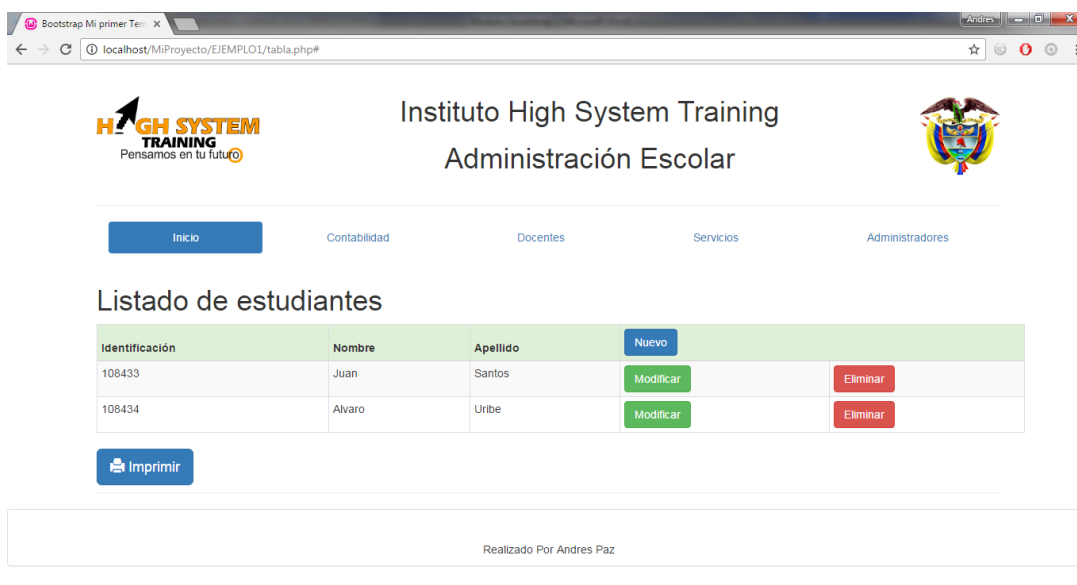 Bootstrap Mi primer Tem
Andres
localhost/MiProyecto/EJEMPLO1/tabla.php#
HIGH SYSTEM
TRAINING
Pensamos en tu futuro
Instituto High System Training
Administración Escolar
Inicio Contabilidad Docentes Servicios Administradores
Listado de estudiantes
Identificación Nombre Apellido Nuevo
108433 Juan Santos Modificar Eliminar
108434 Alvaro Uribe Modificar Eliminar
Imprimir
Realizado Por Andres Paz